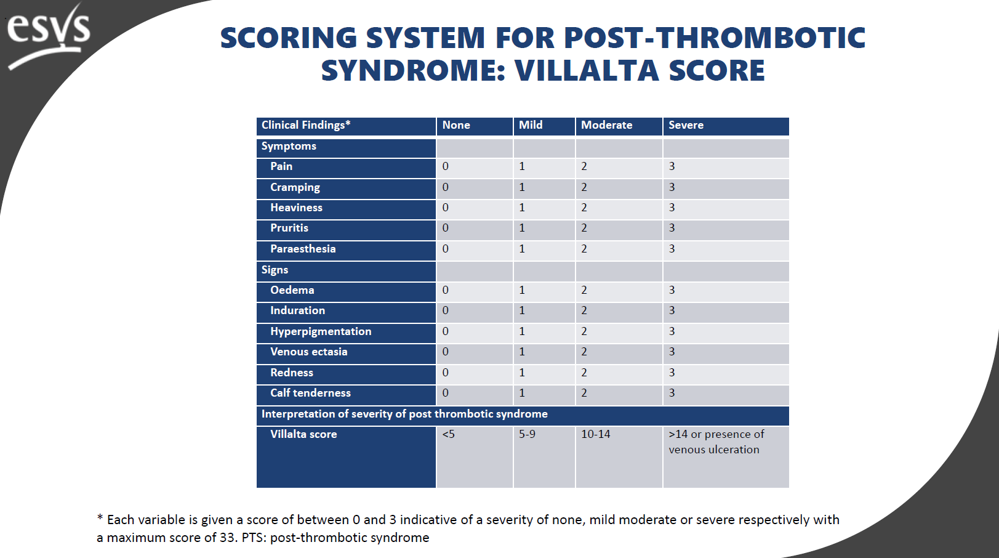 esvs
SCORING SYSTEM FOR POST-THROMBOTIC
SYNDROME: VILLALTA SCORE
Clinical Findings* None Mild Moderate Severe
Symptoms
Pain 0 1 2 3
Cramping 0 1 2 3
Heaviness 0 1 2 3
Pruritis 0 1 2 3
Paraesthesia 0 1 2 3
Signs
Oedema 0 1 2 3
Induration 0 1 2 3
Hyperpigmentation 0 1 2 3
Venous ectasia 0 1 2 3
Redness 0 1 2 3
Calf tenderness 0 1 2 3
Interpretation of severity of post thrombotic syndrome
Villalta score <5 5-9 10-14 >14 or presence of
venous ulceration
* Each variable is given a score of between 0 and 3 indicative of a severity of none, mild moderate or severe respectively with
a maximum score of 33. PTS: post-thrombotic syndrome